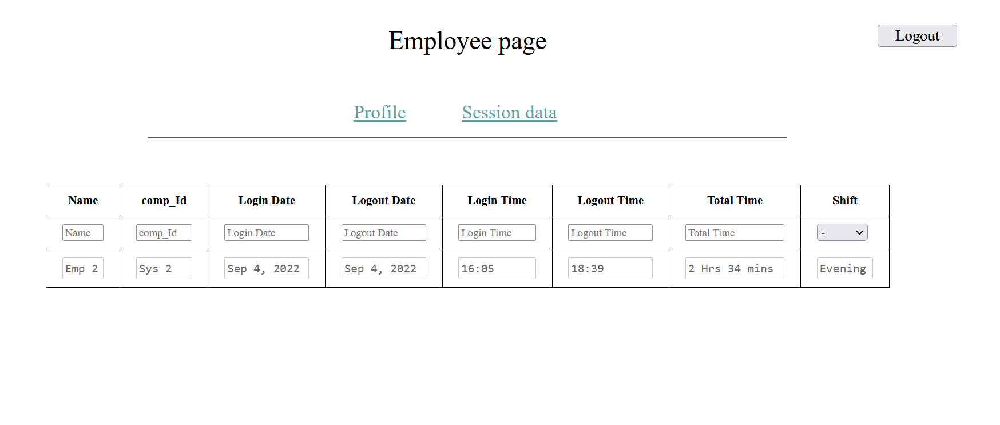 Employee page
Logout
Profile Session data
Name comp_Id Login Date Logout Date Login Time Logout Time Total Time Shift
Name comp_Id Login Date Logout Date Login Time Logout Time Total Time -
Emp 2 Sys 2 Sep 4, 2022 Sep 4, 2022 16:05 18:39 2 Hrs 34 mins Evening